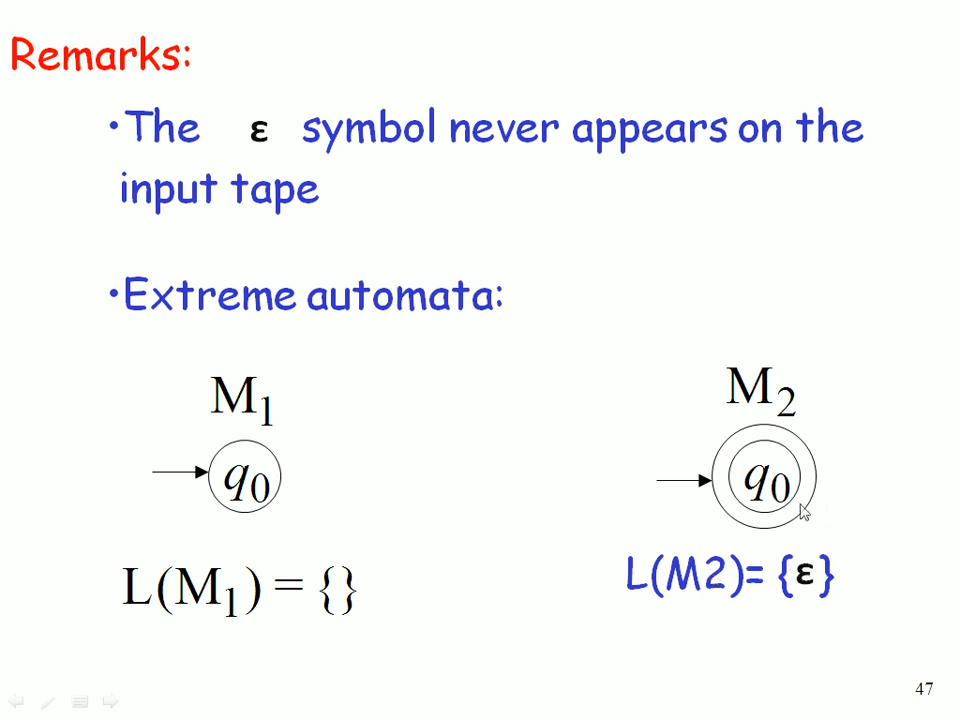 Remarks:
•The ε symbol never appears on the
input tape
•Extreme automata:
M₁ M₂
q₀ q₀
L(M₁) = {} L(M2)= {ε}
47